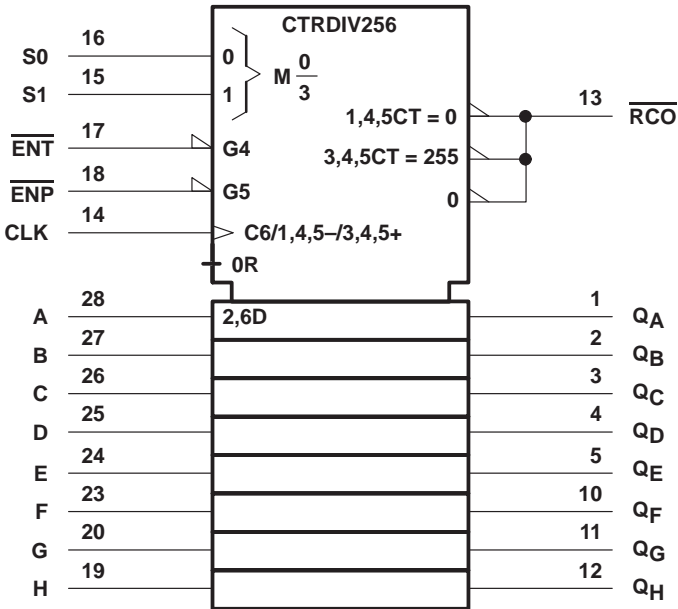 CTRDIV256
S0 16 0 M 0/3
S1 15 1
1,4,5CT = 0 13 RCO
ENT 17 G4
3,4,5CT = 255
ENP 18 G5
0
CLK 14 C6/1,4,5–/3,4,5+
0R
A 28 2,6D 1 QA
B 27 2 QB
C 26 3 QC
D 25 4 QD
E 24 5 QE
F 23 10 QF
G 20 11 QG
H 19 12 QH